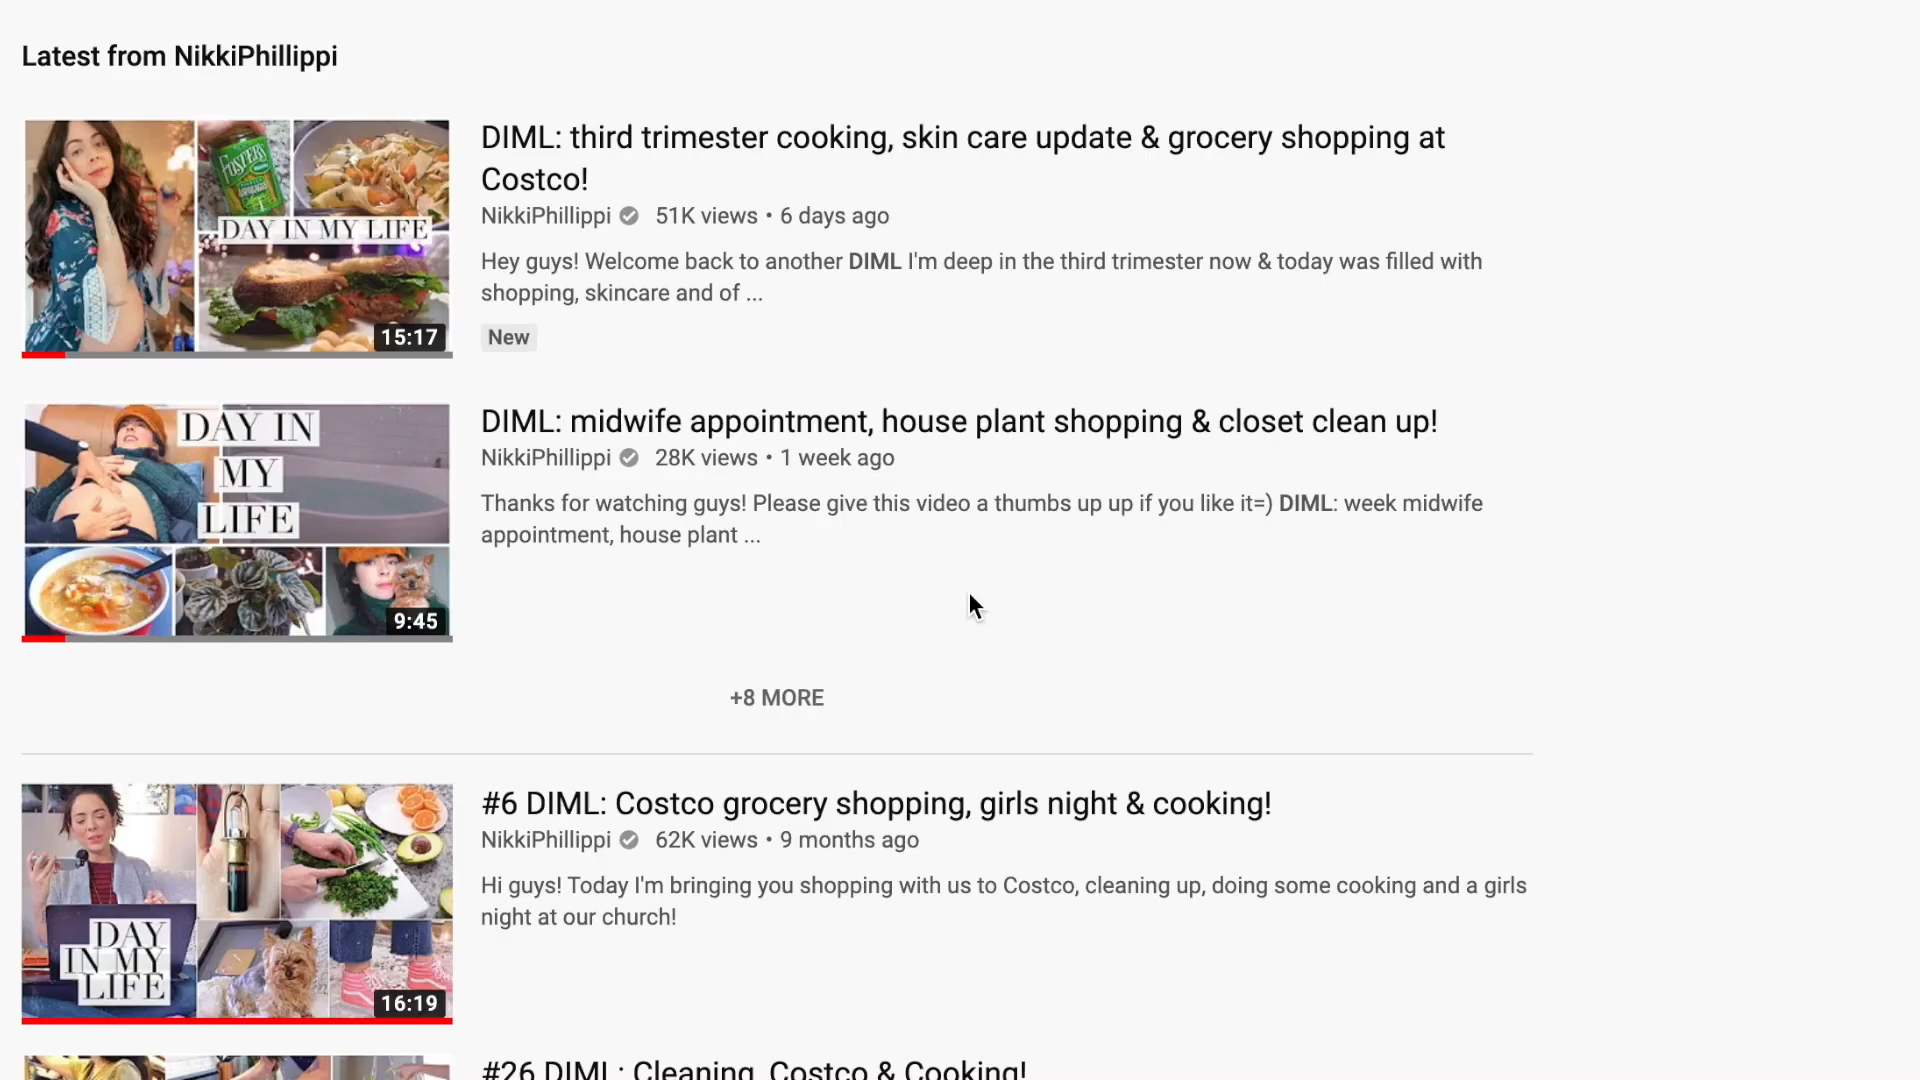 Latest from NikkiPhillippi
FOSTERS
DAY IN MY LIFE
15:17
DIML: third trimester cooking, skin care update & grocery shopping at
Costco!
NikkiPhillippi 51K views • 6 days ago
Hey guys! Welcome back to another DIML I'm deep in the third trimester now & today was filled with
shopping, skincare and of ...
New
DAY IN
MY
LIFE
9:45
DIML: midwife appointment, house plant shopping & closet clean up!
NikkiPhillippi 28K views • 1 week ago
Thanks for watching guys! Please give this video a thumbs up up if you like it=) DIML: week midwife
appointment, house plant ...
+8 MORE
DAY
IN MY
LIFE
16:19
#6 DIML: Costco grocery shopping, girls night & cooking!
NikkiPhillippi 62K views • 9 months ago
Hi guys! Today I'm bringing you shopping with us to Costco, cleaning up, doing some cooking and a girls
night at our church!
#26 DIML: Cleaning, Costco & Cooking!